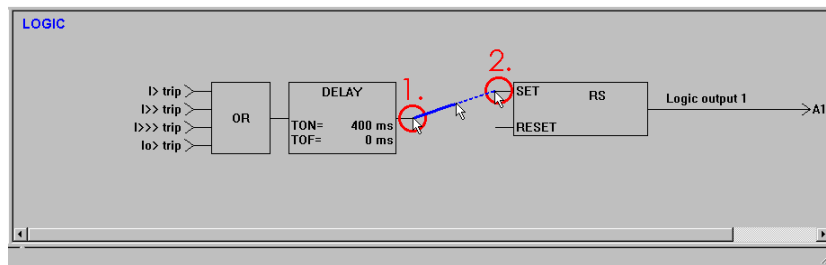 LOGIC
I> trip
I>> trip
I>>> trip
Io> trip
OR
DELAY
TON= 400 ms
TOF= 0 ms
1.
2.
SET
RS
RESET
Logic output 1
A1